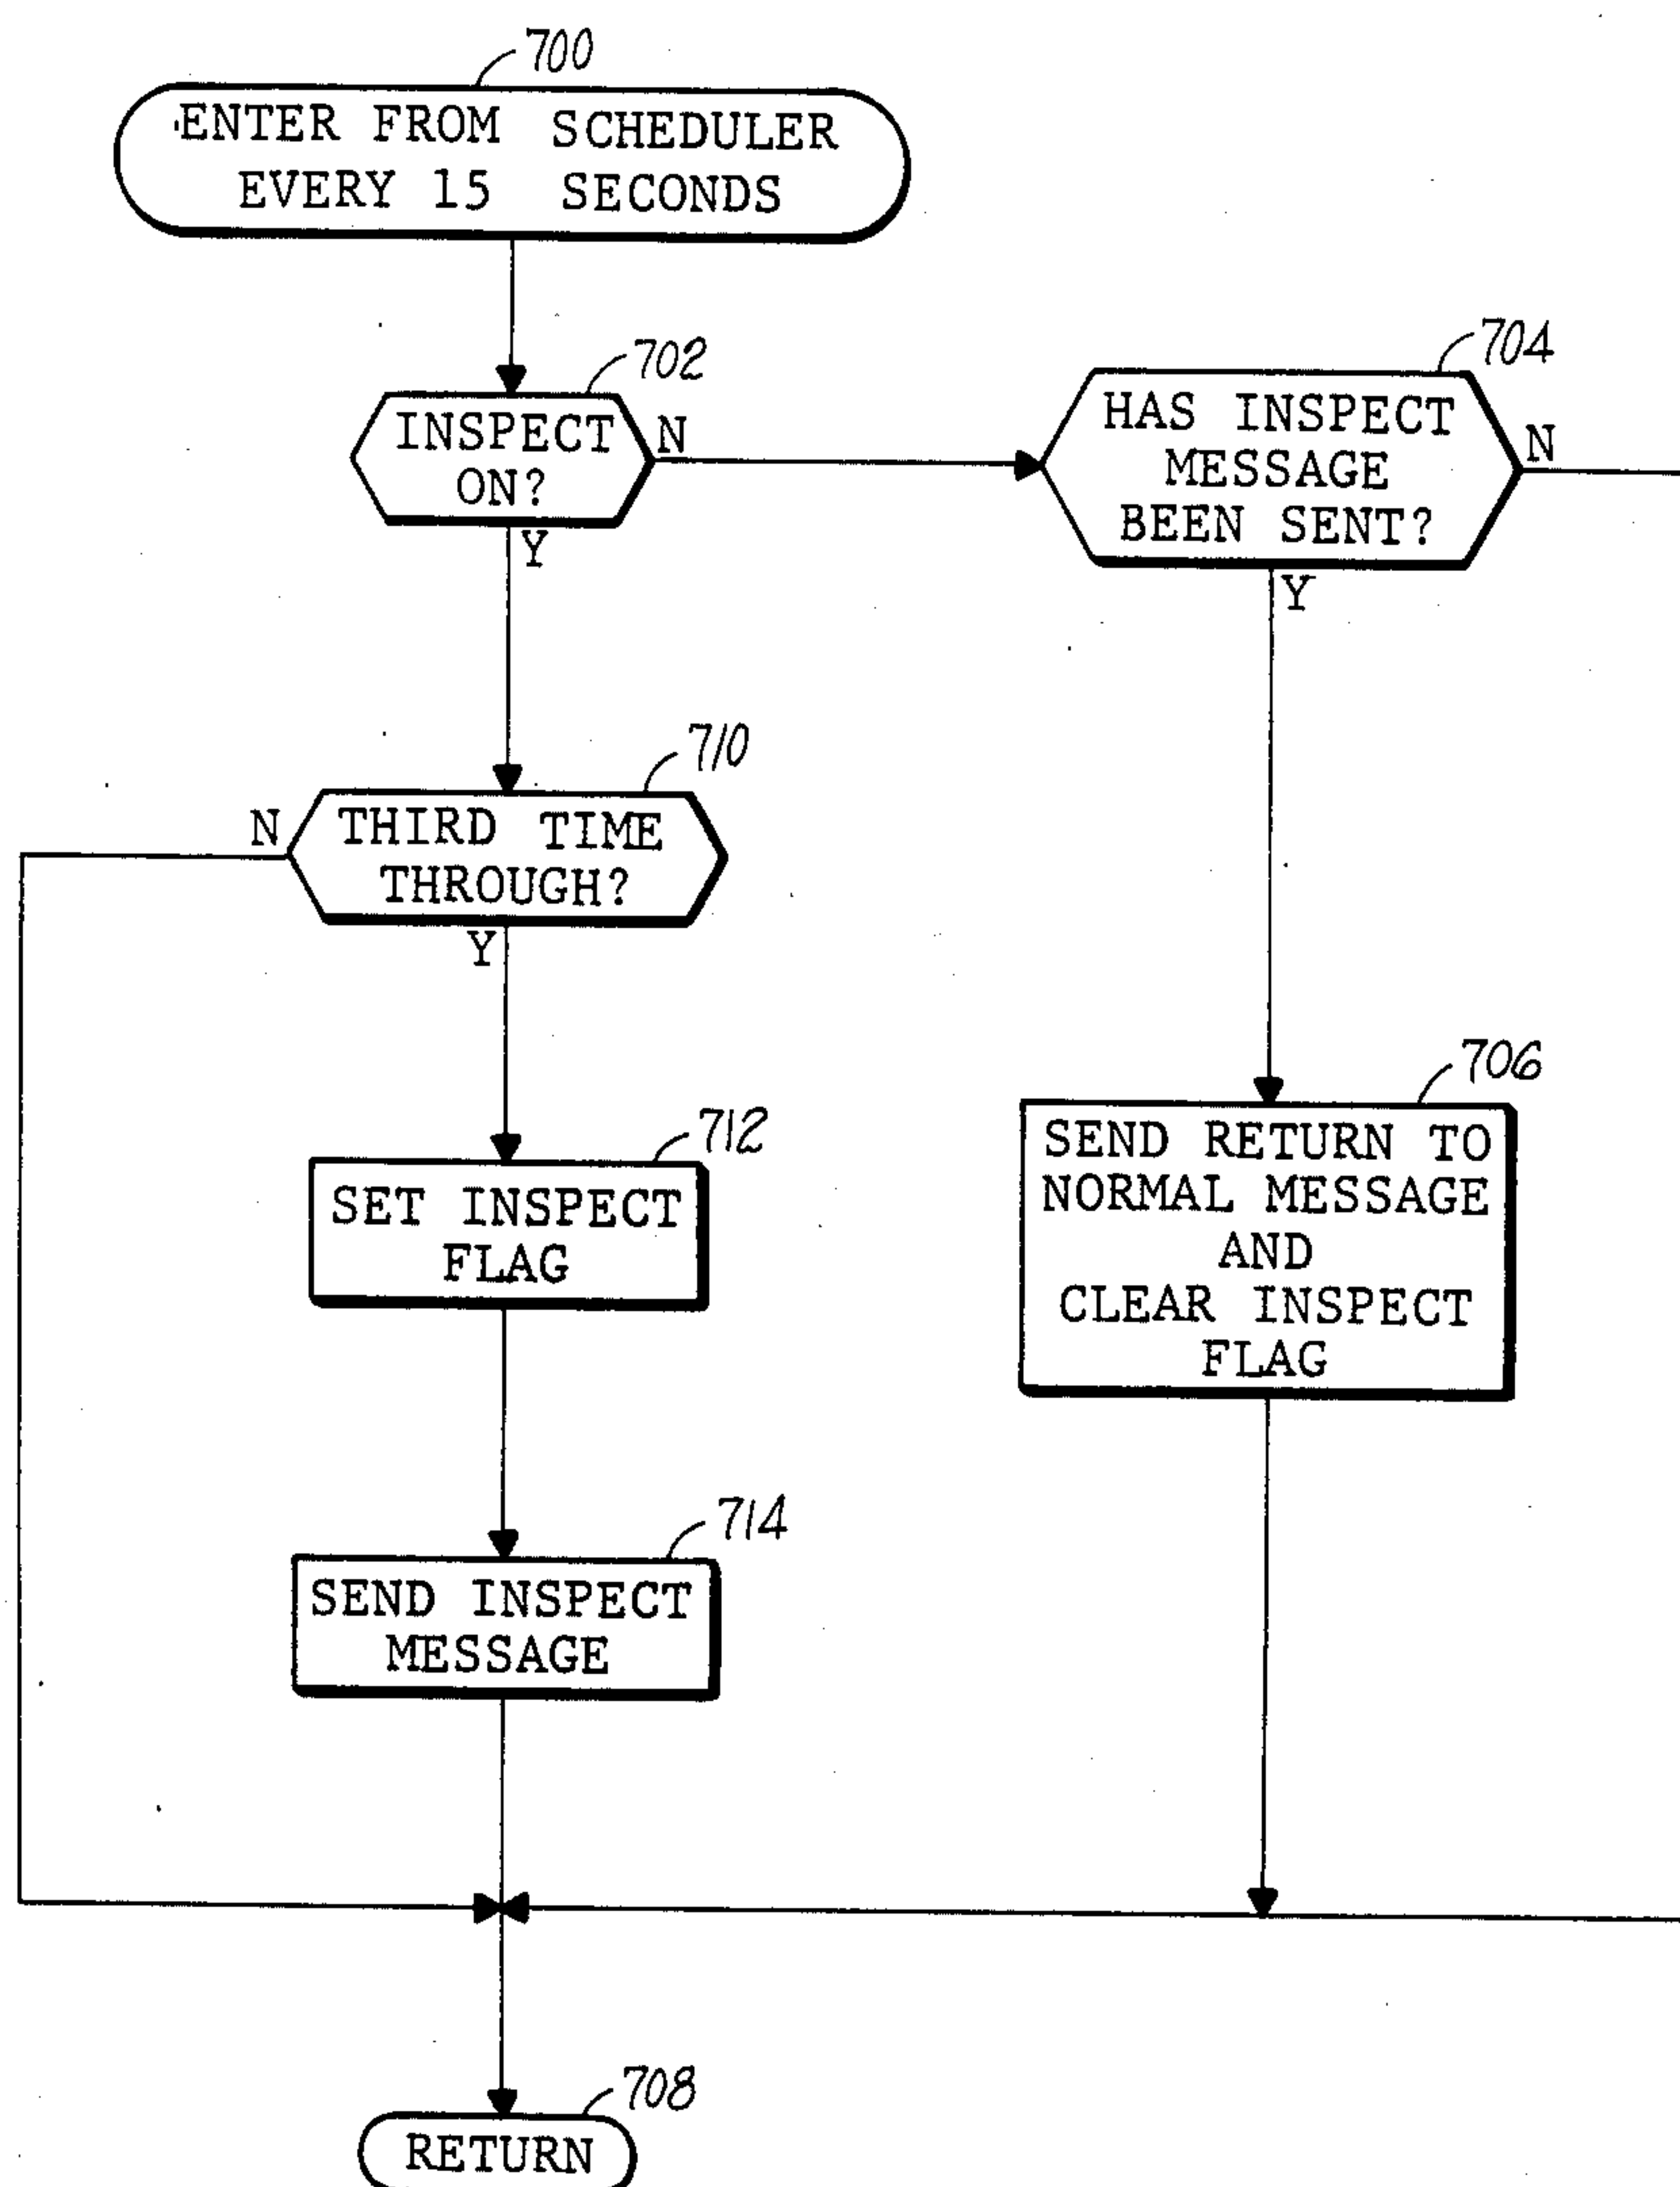 700
ENTER FROM SCHEDULER
EVERY 15 SECONDS
702
INSPECT
ON?
N
Y
704
HAS INSPECT
MESSAGE
BEEN SENT?
N
Y
710
N
THIRD TIME
THROUGH?
Y
706
SEND RETURN TO
NORMAL MESSAGE
AND
CLEAR INSPECT
FLAG
712
SET INSPECT
FLAG
714
SEND INSPECT
MESSAGE
708
RETURN